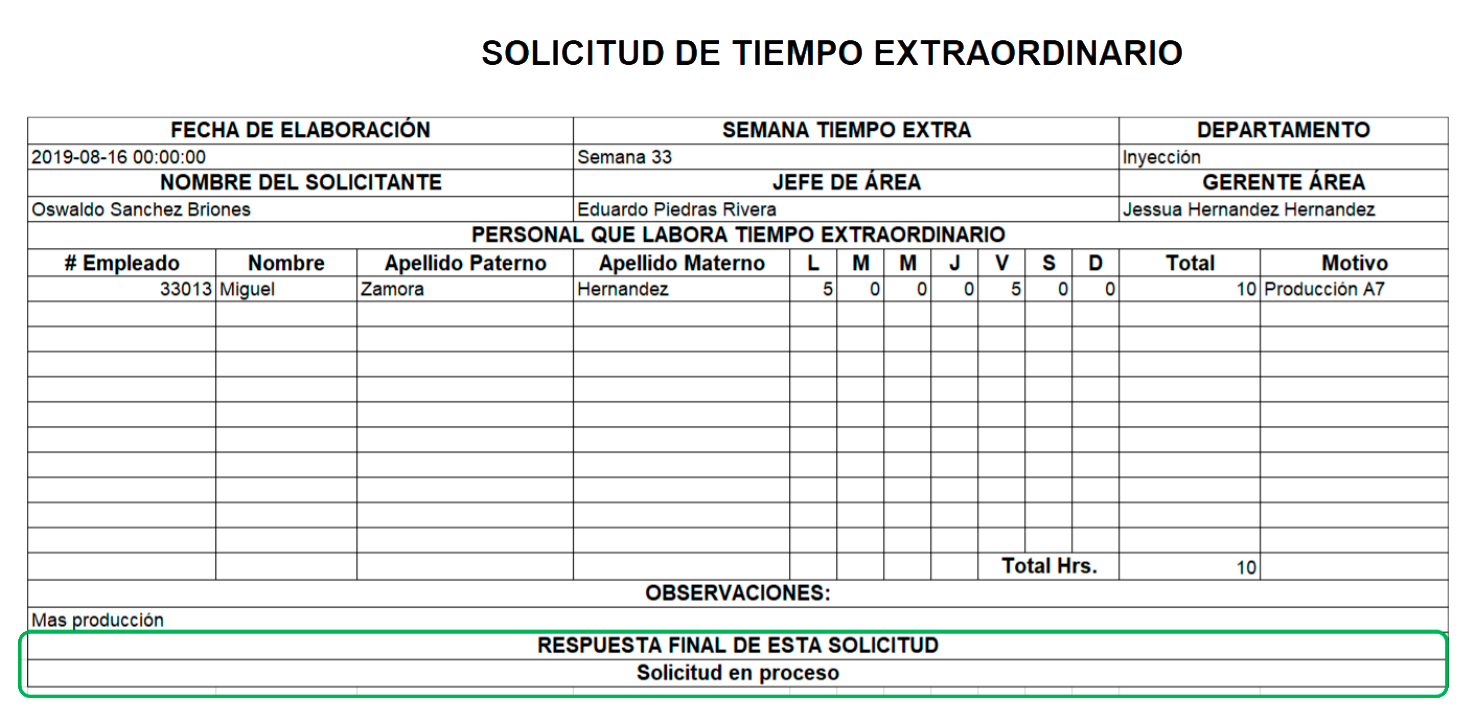 SOLICITUD DE TIEMPO EXTRAORDINARIO
FECHA DE ELABORACIÓN SEMANA TIEMPO EXTRA DEPARTAMENTO
2019-08-16 00:00:00 Semana 33 Inyección
NOMBRE DEL SOLICITANTE JEFE DE ÁREA GERENTE ÁREA
Oswaldo Sanchez Briones Eduardo Piedras Rivera Jessua Hernandez Hernandez
PERSONAL QUE LABORA TIEMPO EXTRAORDINARIO
# Empleado Nombre Apellido Paterno Apellido Materno L M M J V S D Total Motivo
33013 Miguel Zamora Hernandez 5 0 0 0 5 0 0 10 Producción A7
Total Hrs. 10
OBSERVACIONES:
Mas producción
RESPUESTA FINAL DE ESTA SOLICITUD
Solicitud en proceso